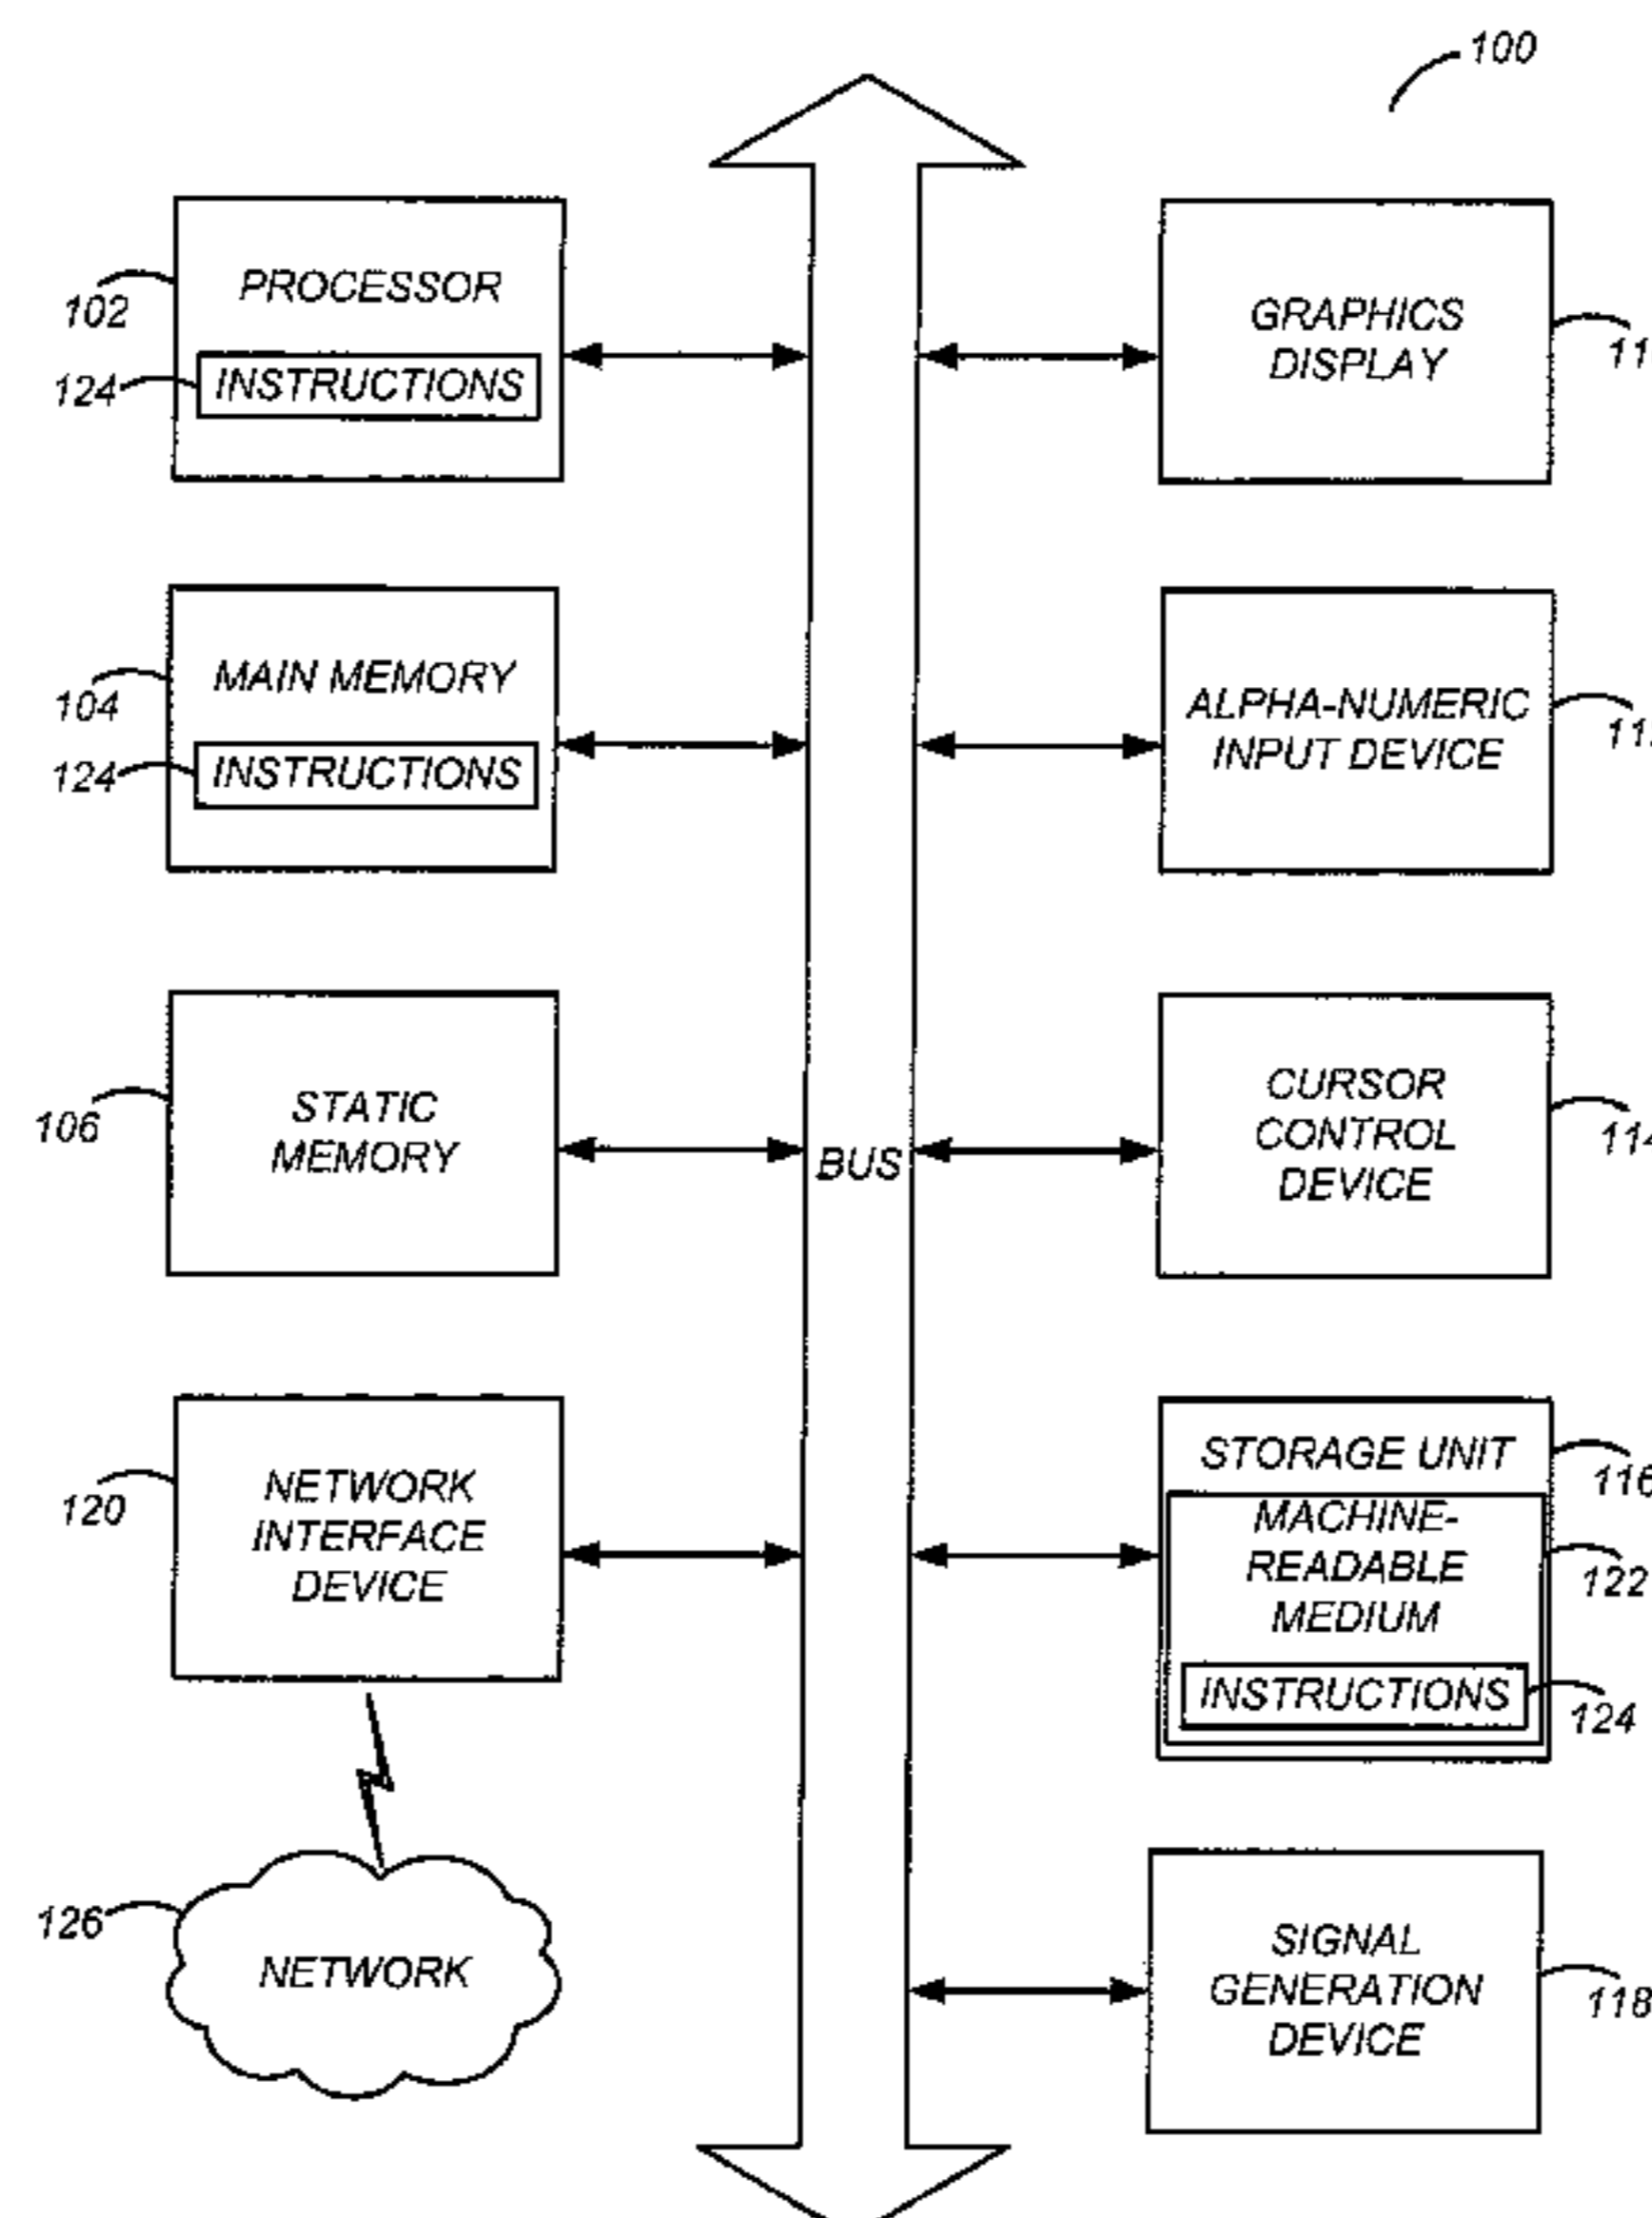 100
PROCESSOR
102
INSTRUCTIONS
124
GRAPHICS
DISPLAY
MAIN MEMORY
104
INSTRUCTIONS
124
ALPHA-NUMERIC
INPUT DEVICE
STATIC
MEMORY
106
BUS
CURSOR
CONTROL
DEVICE
114
NETWORK
INTERFACE
DEVICE
120
STORAGE UNIT
116
MACHINE-
READABLE
MEDIUM
122
INSTRUCTIONS
124
126
NETWORK
SIGNAL
GENERATION
DEVICE
118